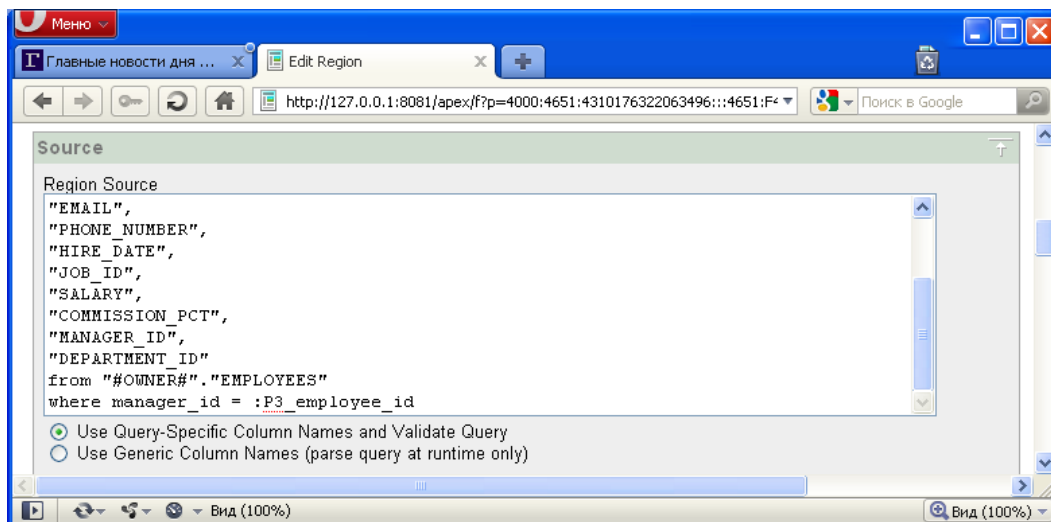 Меню
Главные новости дня ...
Edit Region
http://127.0.0.1:8081/apex/f?p=4000:4651:4310176322063496:::4651:F4
Поиск в Google
Source
Region Source
"EMAIL",
"PHONE_NUMBER",
"HIRE_DATE",
"JOB_ID",
"SALARY",
"COMMISSION_PCT",
"MANAGER_ID",
"DEPARTMENT_ID"
from "#OWNER#"."EMPLOYEES"
where manager_id = :P3_employee_id
Use Query-Specific Column Names and Validate Query
Use Generic Column Names (parse query at runtime only)
Вид (100%)
Вид (100%)